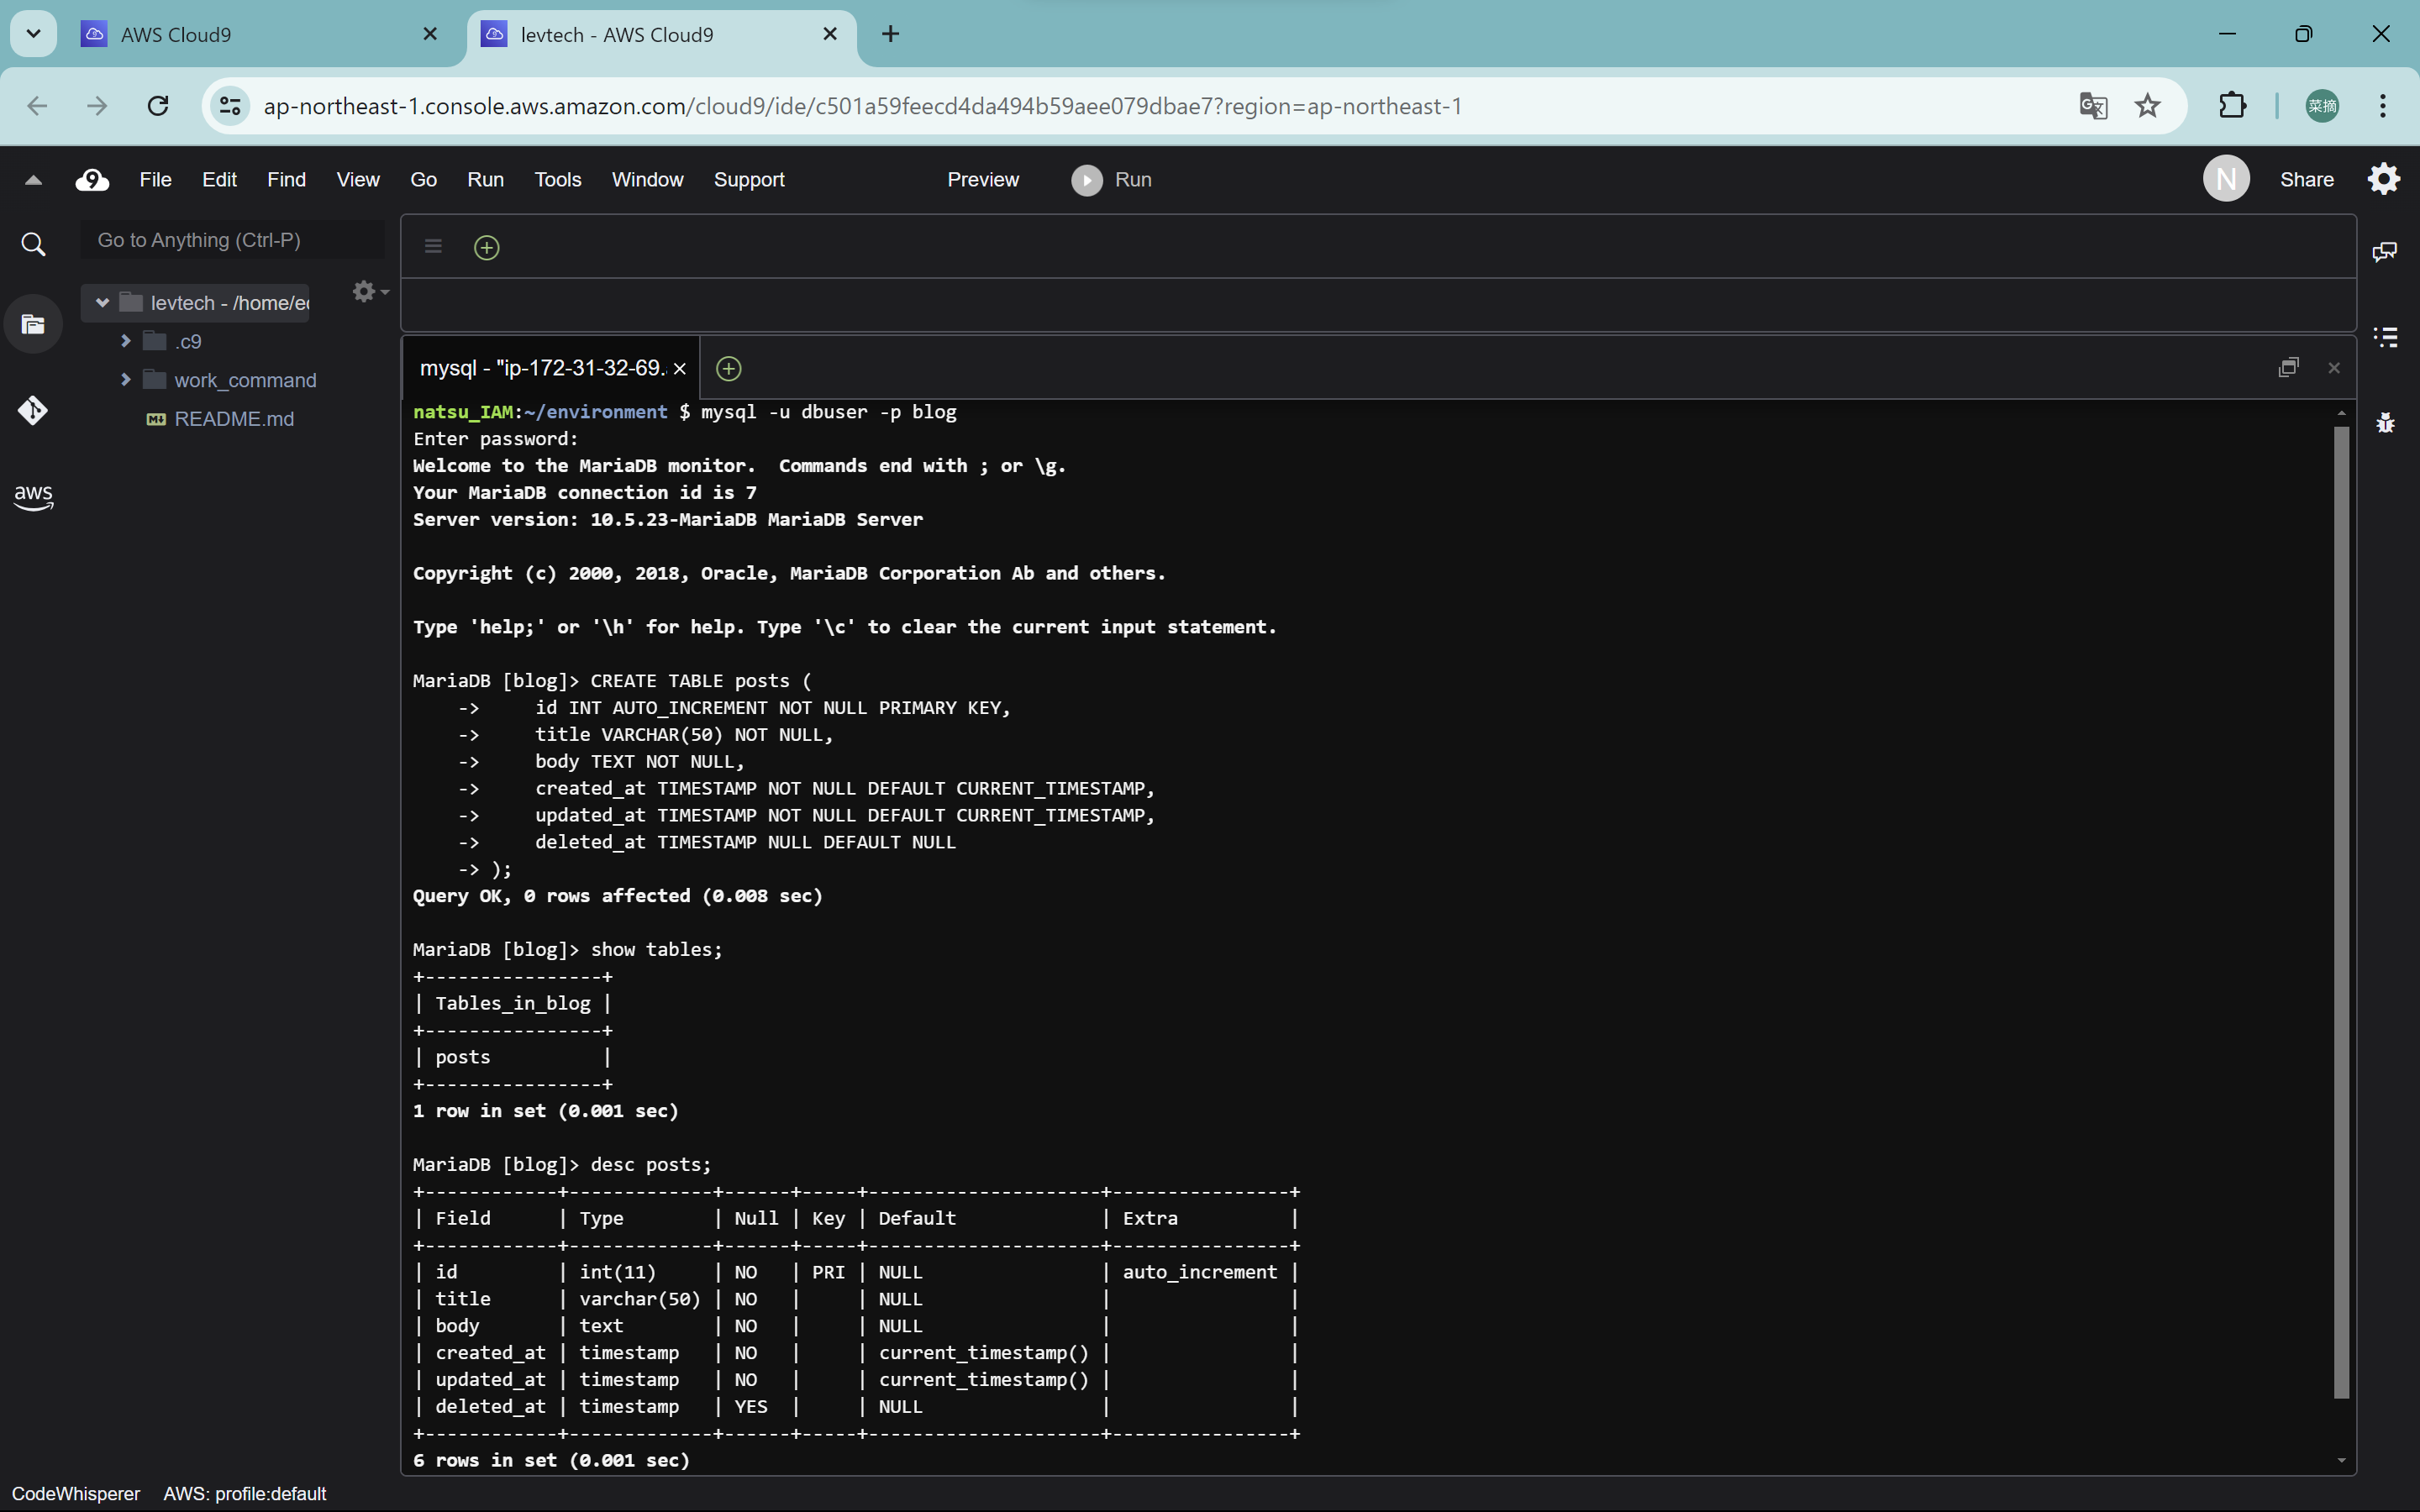 AWS Cloud9
levtech - AWS Cloud9
ap-northeast-1.console.aws.amazon.com/cloud9/ide/c501a59feecd4da494b59aee079dbae7?region=ap-northeast-1
菜摘
9 File Edit Find View Go Run Tools Window Support Preview Run N Share
Go to Anything (Ctrl-P)
levtech - /home/ec
.c9
work_command
README.md
aws
mysql - "ip-172-31-32-69.
natsu_IAM:~/environment $ mysql -u dbuser -p blog
Enter password:
Welcome to the MariaDB monitor.  Commands end with ; or \g.
Your MariaDB connection id is 7
Server version: 10.5.23-MariaDB MariaDB Server
Copyright (c) 2000, 2018, Oracle, MariaDB Corporation Ab and others.
Type 'help;' or '\h' for help. Type '\c' to clear the current input statement.
MariaDB [blog]> CREATE TABLE posts (
    ->     id INT AUTO_INCREMENT NOT NULL PRIMARY KEY,
    ->     title VARCHAR(50) NOT NULL,
    ->     body TEXT NOT NULL,
    ->     created_at TIMESTAMP NOT NULL DEFAULT CURRENT_TIMESTAMP,
    ->     updated_at TIMESTAMP NOT NULL DEFAULT CURRENT_TIMESTAMP,
    ->     deleted_at TIMESTAMP NULL DEFAULT NULL
    -> );
Query OK, 0 rows affected (0.008 sec)
MariaDB [blog]> show tables;
+----------------+
| Tables_in_blog |
+----------------+
| posts          |
+----------------+
1 row in set (0.001 sec)
MariaDB [blog]> desc posts;
+------------+-------------+------+-----+---------------------+----------------+
| Field      | Type        | Null | Key | Default             | Extra          |
+------------+-------------+------+-----+---------------------+----------------+
| id         | int(11)     | NO   | PRI | NULL                | auto_increment |
| title      | varchar(50) | NO   |     | NULL                |                |
| body       | text        | NO   |     | NULL                |                |
| created_at | timestamp   | NO   |     | current_timestamp() |                |
| updated_at | timestamp   | NO   |     | current_timestamp() |                |
| deleted_at | timestamp   | YES  |     | NULL                |                |
+------------+-------------+------+-----+---------------------+----------------+
6 rows in set (0.001 sec)
CodeWhisperer AWS: profile:default